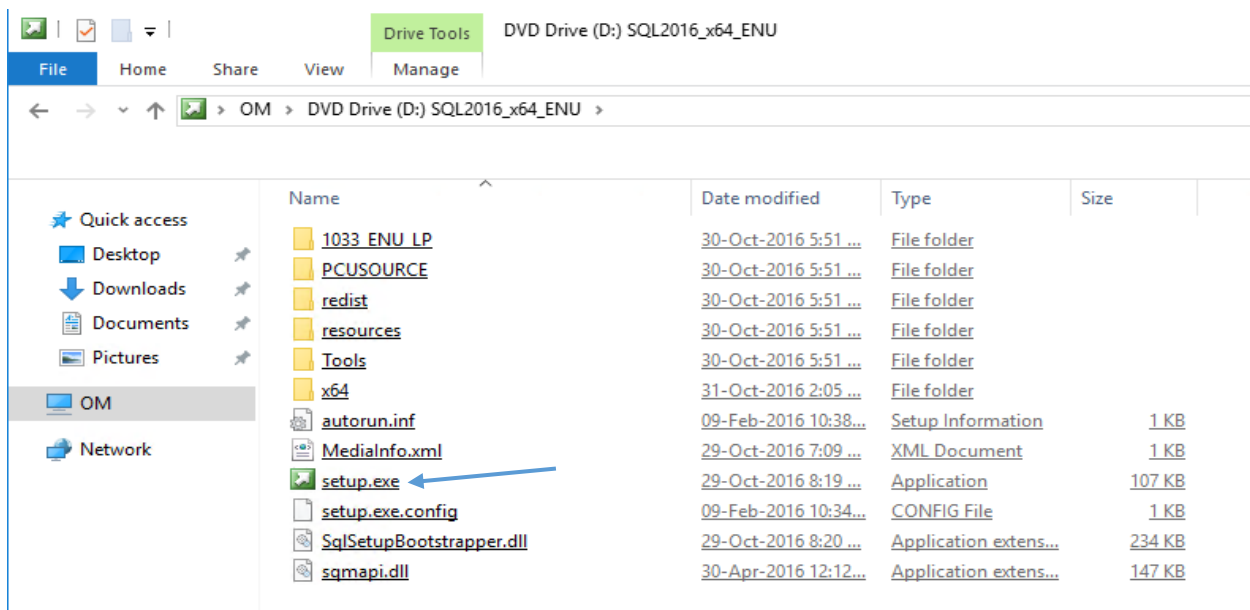 Drive Tools DVD Drive (D:) SQL2016_x64_ENU
File Home Share View Manage
OM DVD Drive (D:) SQL2016_x64_ENU
Name Date modified Type Size
Quick access
Desktop
Downloads
Documents
Pictures
OM
Network
1033_ENU_LP 30-Oct-2016 5:51 ... File folder
PCUSOURCE 30-Oct-2016 5:51 ... File folder
redist 30-Oct-2016 5:51 ... File folder
resources 30-Oct-2016 5:51 ... File folder
Tools 30-Oct-2016 5:51 ... File folder
x64 31-Oct-2016 2:05 ... File folder
autorun.inf 09-Feb-2016 10:38... Setup Information 1 KB
MediaInfo.xml 29-Oct-2016 7:09 ... XML Document 1 KB
setup.exe 29-Oct-2016 8:19 ... Application 107 KB
setup.exe.config 09-Feb-2016 10:34... CONFIG File 1 KB
SqlSetupBootstrapper.dll 29-Oct-2016 8:20 ... Application extens... 234 KB
sqmapi.dll 30-Apr-2016 12:12... Application extens... 147 KB